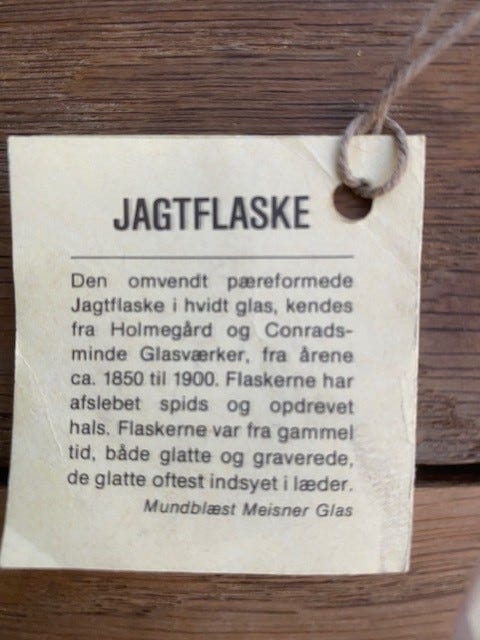 JAGTFLASKE
Den omvendt pæreformede
Jagtflaske i hvidt glas, kendes
fra Holmegård og Conrads-
minde Glasværker, fra årene
ca. 1850 til 1900. Flaskerne har
afslebet spids og opdrevet
hals. Flaskerne var fra gammel
tid, både glatte og graverede,
de glatte oftest indsyet i læder.
Mundblæst Meisner Glas